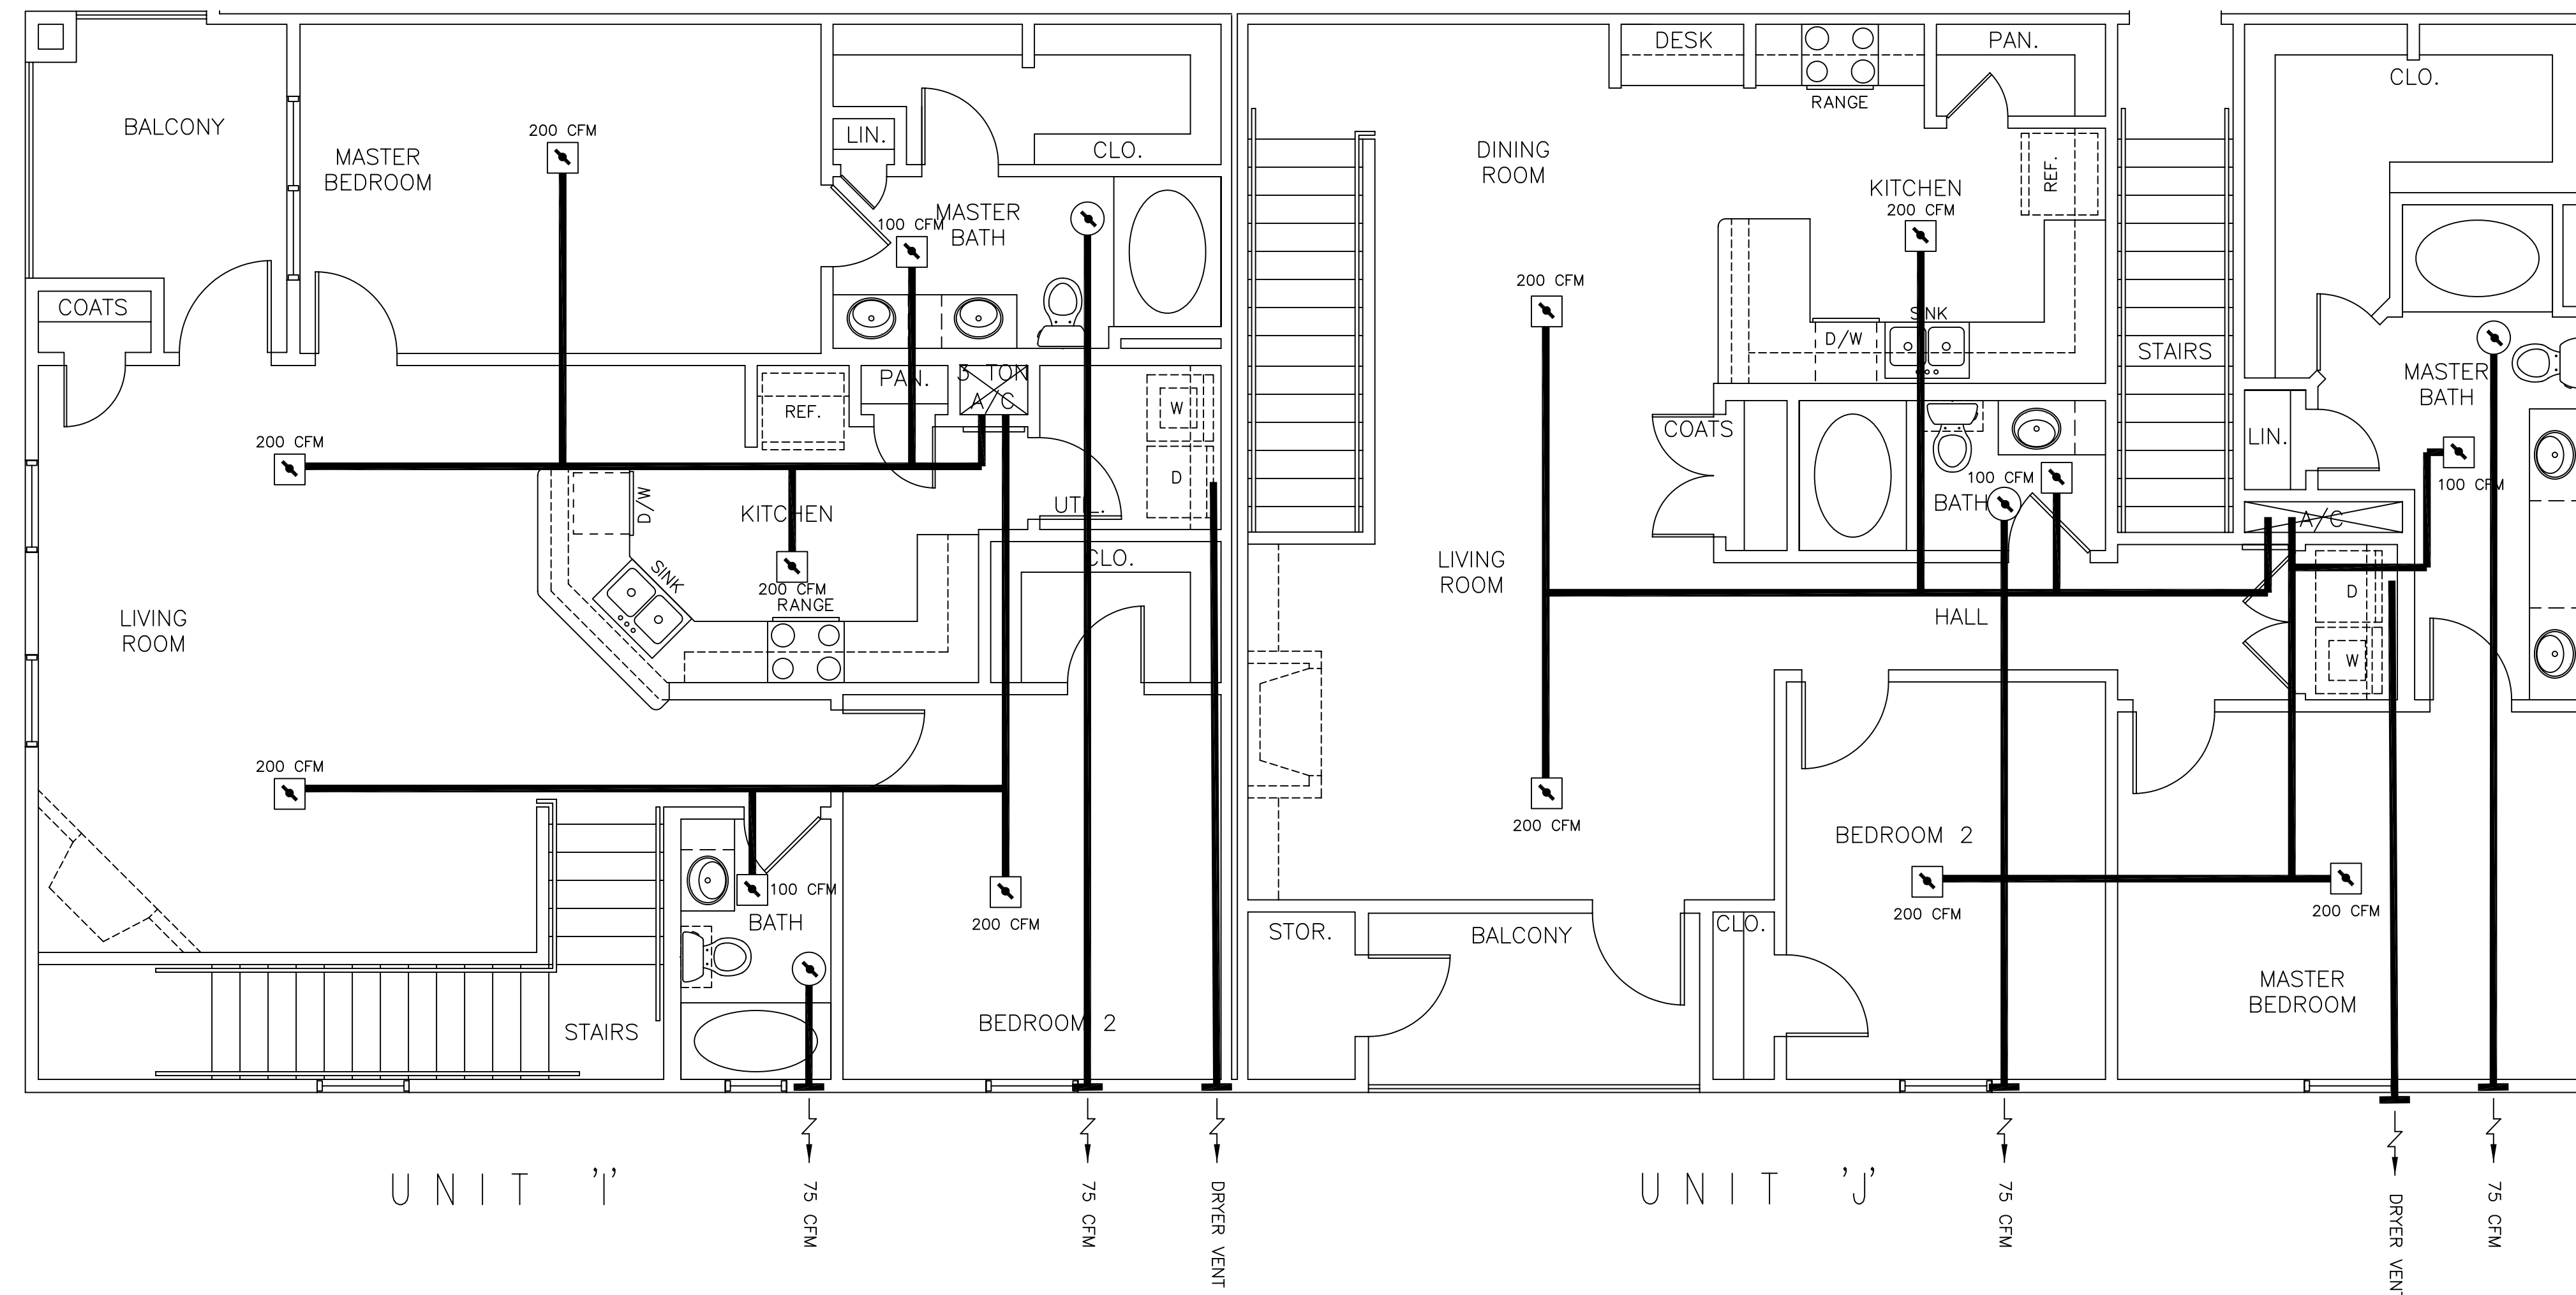 BALCONY
MASTER
BEDROOM
200 CFM
LIN.
CLO.
100 CFM
MASTER
BATH
COATS
PAN.
3 TON
A/C
REF.
W
D
UTIL.
200 CFM
D/W
KITCHEN
SINK
200 CFM
RANGE
CLO.
LIVING
ROOM
200 CFM
100 CFM
BATH
200 CFM
STAIRS
BEDROOM 2
75 CFM
75 CFM
DRYER VENT
UNIT 'I'
DESK
RANGE
PAN.
DINING
ROOM
KITCHEN
200 CFM
REF.
200 CFM
SINK
D/W
STAIRS
COATS
100 CFM
BATH
LIVING
ROOM
HALL
200 CFM
BEDROOM 2
200 CFM
STOR.
BALCONY
CLO.
CLO.
MASTER
BATH
LIN.
100 CFM
A/C
D
W
200 CFM
MASTER
BEDROOM
75 CFM
DRYER VENT
75 CFM
UNIT 'J'